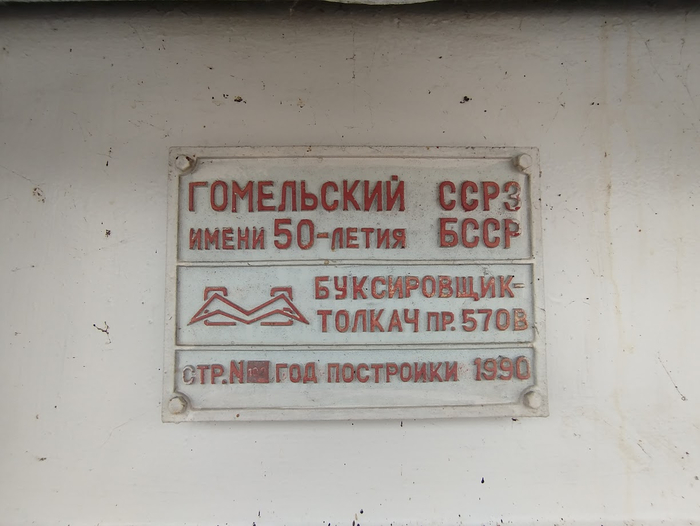 ГОМЕЛЬСКИЙ ССРЗ
ИМЕНИ 50-ЛЕТИЯ БССР
БУКСИРОВЩИК-
ТОЛКАЧ ПР. 570В
СТР. N ГОД ПОСТРОЙКИ 1990